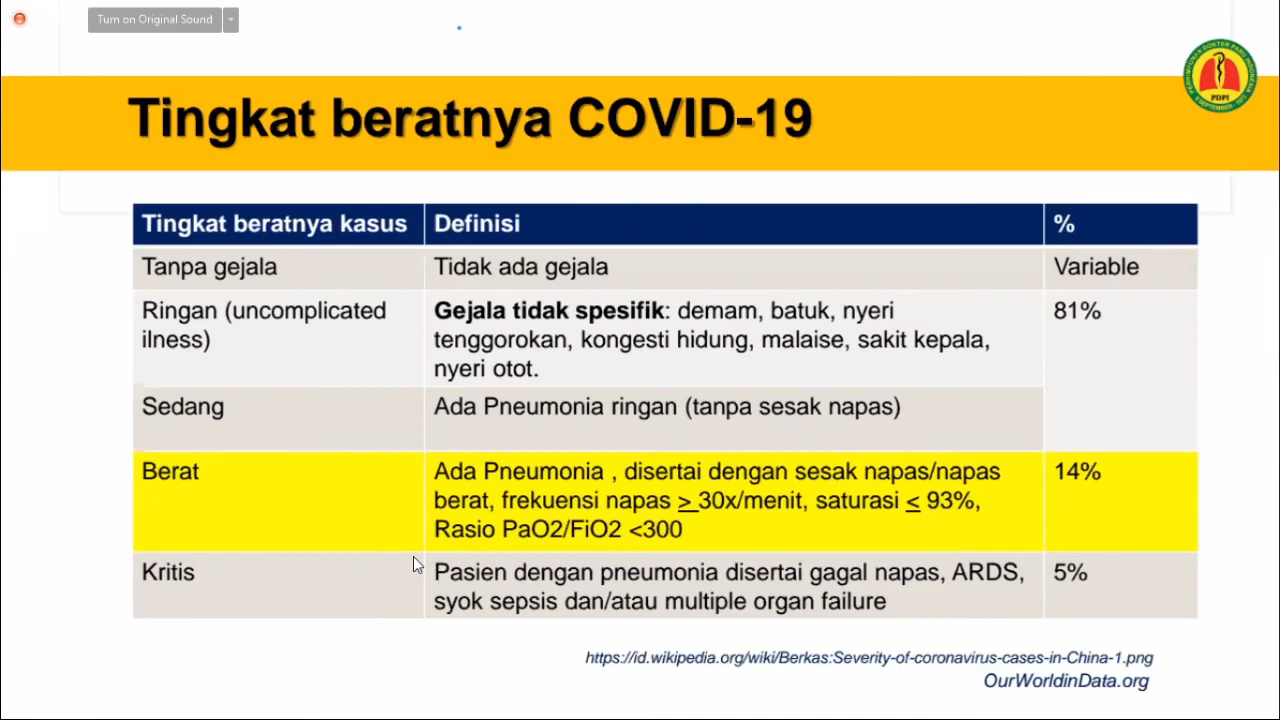 Turn on Original Sound
PERHIMPUNAN DOKTER PARU INDONESIA
PDPI
Tingkat beratnya COVID-19
Tingkat beratnya kasus Definisi %
Tanpa gejala Tidak ada gejala Variable
Ringan (uncomplicated Gejala tidak spesifik: demam, batuk, nyeri 81%
ilness) tenggorokan, kongesti hidung, malaise, sakit kepala,
nyeri otot.
Sedang Ada Pneumonia ringan (tanpa sesak napas)
Berat Ada Pneumonia , disertai dengan sesak napas/napas 14%
berat, frekuensi napas > 30x/menit, saturasi < 93%,
Rasio PaO2/FiO2 <300
Kritis Pasien dengan pneumonia disertai gagal napas, ARDS, 5%
syok sepsis dan/atau multiple organ failure
https://id.wikipedia.org/wiki/Berkas:Severity-of-coronavirus-cases-in-China-1.png
OurWorldinData.org